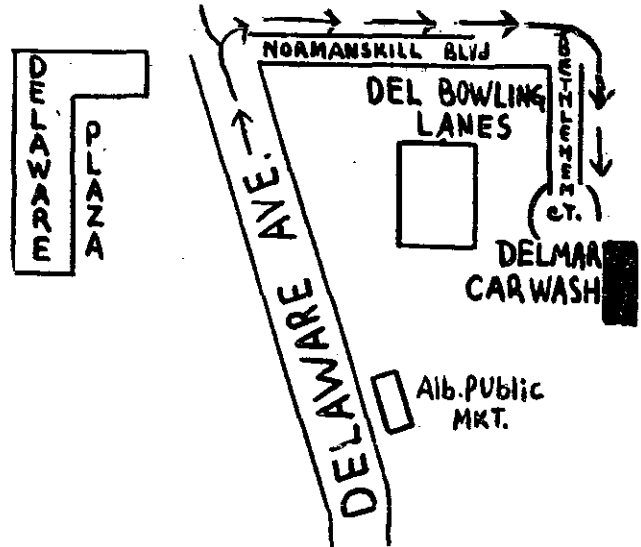 NORMANSKILL BLVD
BETHLEHEM
CT.
DELAWARE
PLAZA
DEL BOWLING
LANES
DELAWARE AVE.
DELMAR
CAR WASH
Alb. Public
MKT.